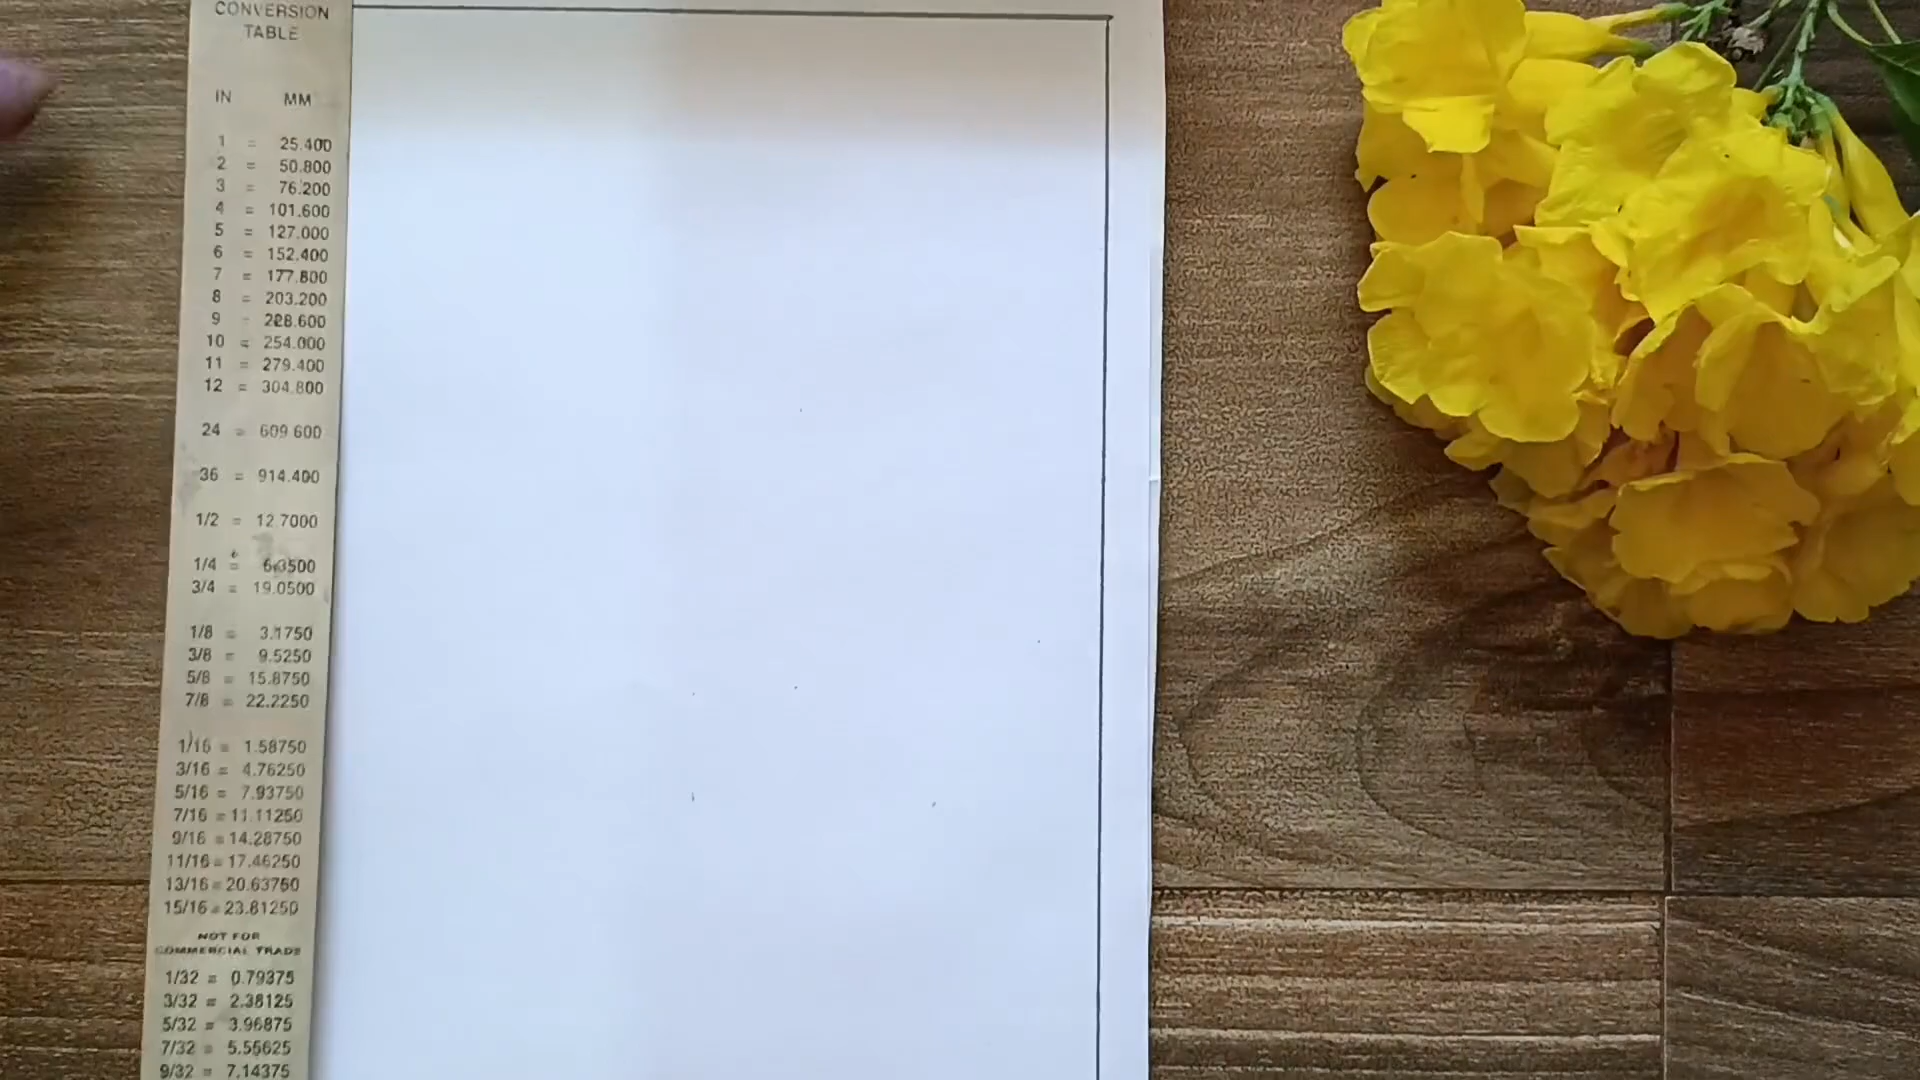 CONVERSION
TABLE
IN MM
1 = 25.400
2 = 50.800
3 = 76.200
4 = 101.600
5 = 127.000
6 = 152.400
7 = 177.800
8 = 203.200
9 = 228.600
10 = 254.000
11 = 279.400
12 = 304.800
24 = 609.600
36 = 914.400
1/2 = 12.7000
1/4 = 6.3500
3/4 = 19.0500
1/8 = 3.1750
3/8 = 9.5250
5/8 = 15.8750
7/8 = 22.2250
1/16 = 1.58750
3/16 = 4.76250
5/16 = 7.93750
7/16 = 11.11250
9/16 = 14.28750
11/16 = 17.46250
13/16 = 20.63750
15/16 = 23.81250
NOT FOR
COMMERCIAL TRADE
1/32 = 0.79375
3/32 = 2.38125
5/32 = 3.96875
7/32 = 5.55625
9/32 = 7.14375